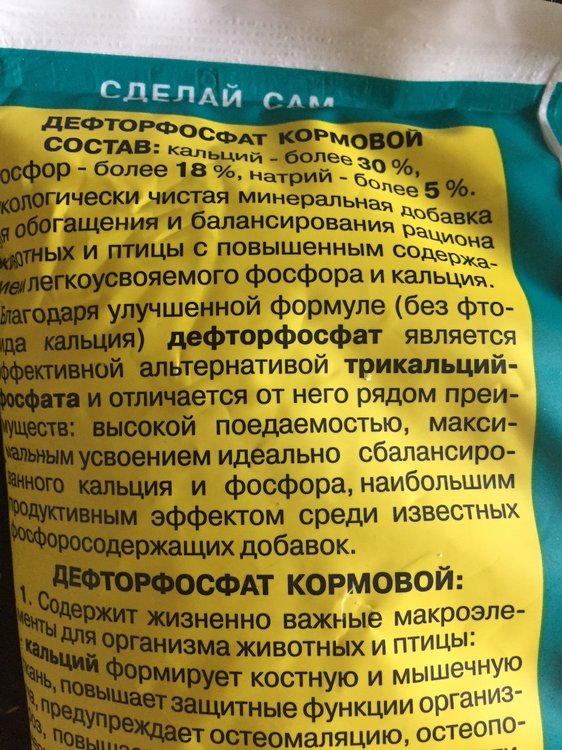 СДЕЛАЙ САМ
ДЕФТОРФОСФАТ КОРМОВОЙ
СОСТАВ: кальций - более 30 %,
осфор - более 18 %, натрий - более 5 %.
кологически чистая минеральная добавка
я обогащения и балансирования рациона
животных и птицы с повышенным содержа-
ием легкоусвояемого фосфора и кальция.
Благодаря улучшенной формуле (без фто-
ида кальция) дефторфосфат является
ффективной альтернативой трикальций-
фосфата и отличается от него рядом преи-
муществ: высокой поедаемостью, макси-
мальным усвоением идеально сбалансиро-
ванного кальция и фосфора, наибольшим
продуктивным эффектом среди известных
фосфоросодержащих добавок.
ДЕФТОРФОСФАТ КОРМОВОЙ:
1. Содержит жизненно важные макроэле-
менты для организма животных и птицы:
кальций формирует костную и мышечную
кань, повышает защитные функции организ-
а, предупреждает остеомаляцию, остеопо-